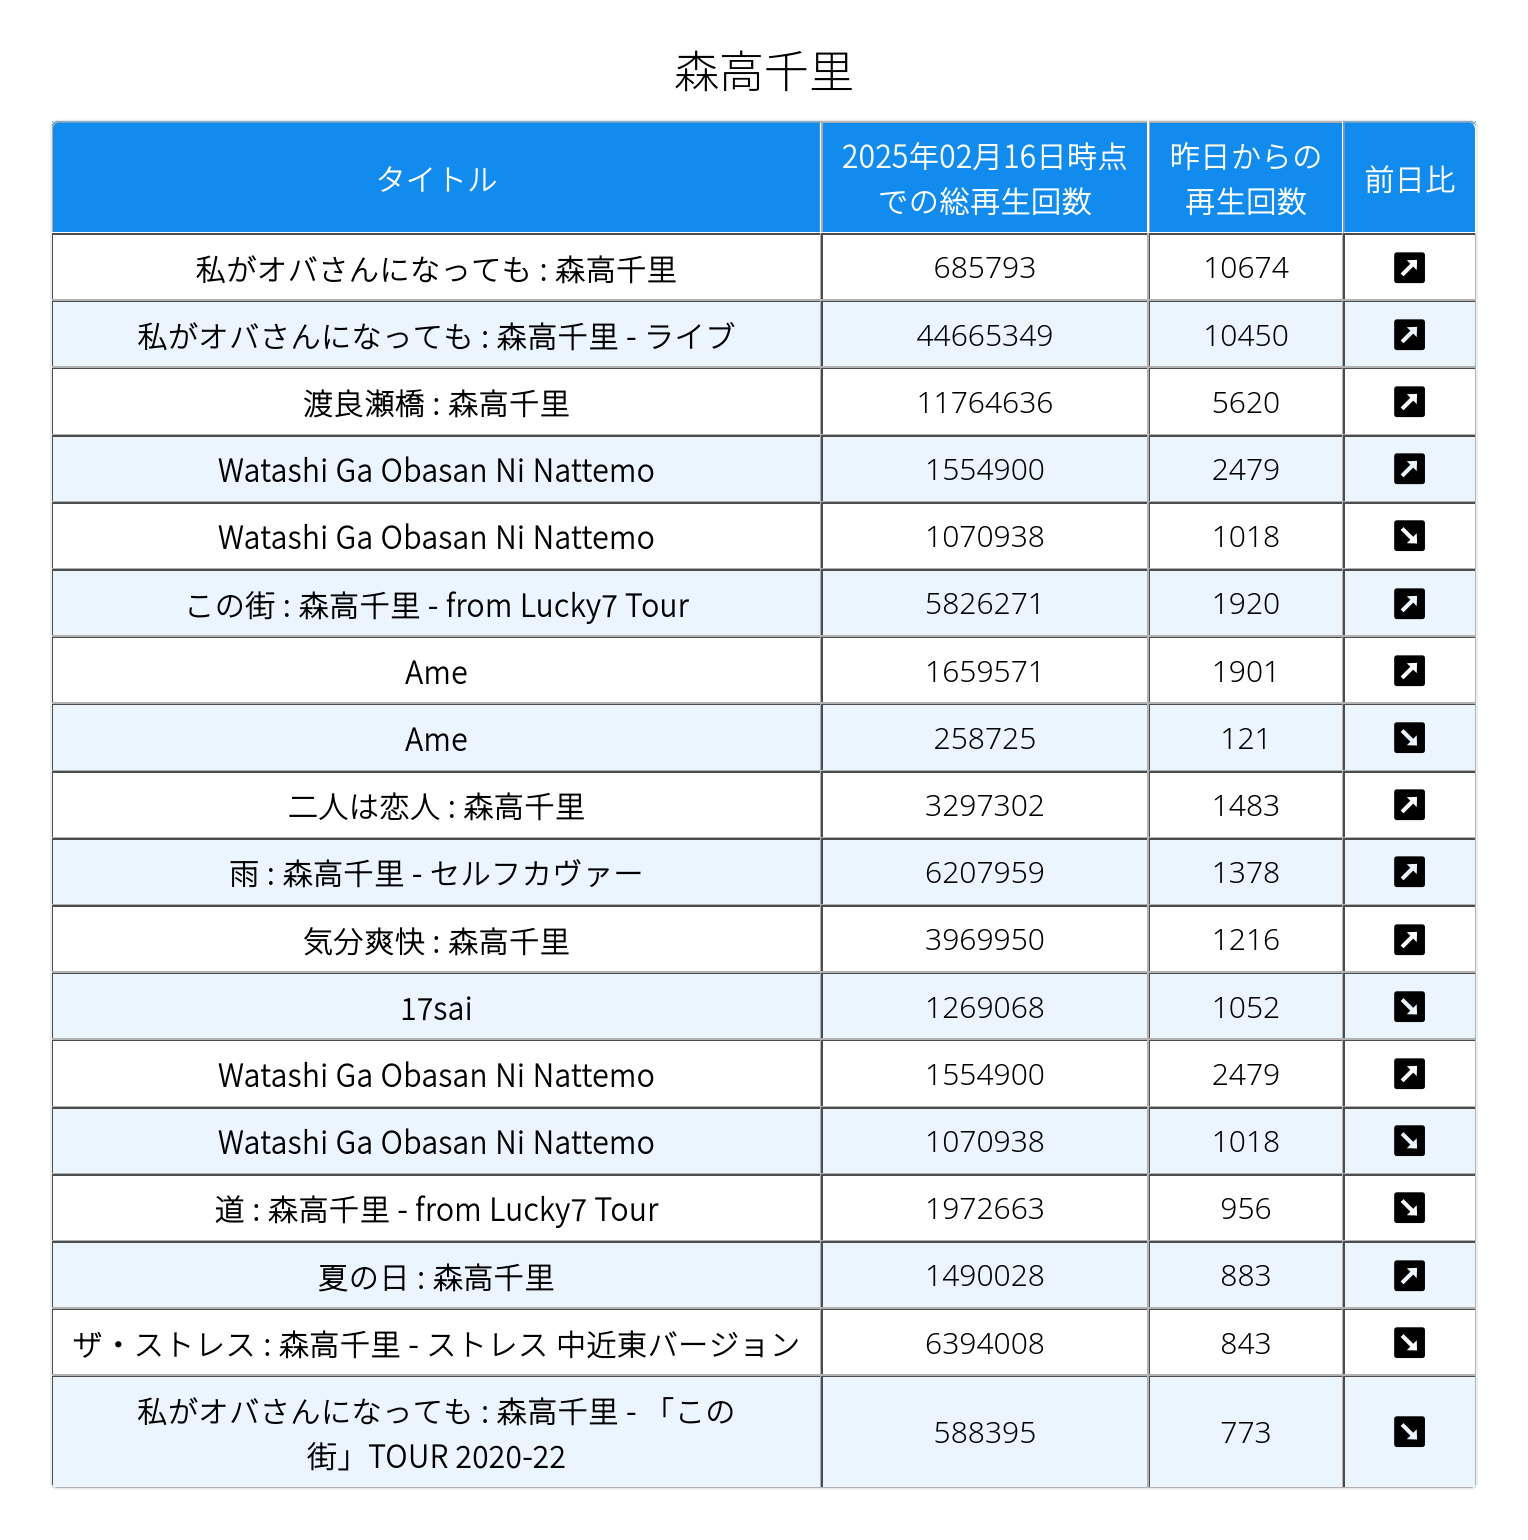 森高千里
タイトル 2025年02月16日時点での総再生回数 昨日からの再生回数 前日比
私がオバさんになっても : 森高千里 685793 10674
私がオバさんになっても : 森高千里 - ライブ 44665349 10450
渡良瀬橋 : 森高千里 11764636 5620
Watashi Ga Obasan Ni Nattemo 1554900 2479
Watashi Ga Obasan Ni Nattemo 1070938 1018
この街 : 森高千里 - from Lucky7 Tour 5826271 1920
Ame 1659571 1901
Ame 258725 121
二人は恋人 : 森高千里 3297302 1483
雨 : 森高千里 - セルフカヴァー 6207959 1378
気分爽快 : 森高千里 3969950 1216
17sai 1269068 1052
Watashi Ga Obasan Ni Nattemo 1554900 2479
Watashi Ga Obasan Ni Nattemo 1070938 1018
道 : 森高千里 - from Lucky7 Tour 1972663 956
夏の日 : 森高千里 1490028 883
ザ・ストレス : 森高千里 - ストレス 中近東バージョン 6394008 843
私がオバさんになっても : 森高千里 - 「この街」TOUR 2020-22 588395 773